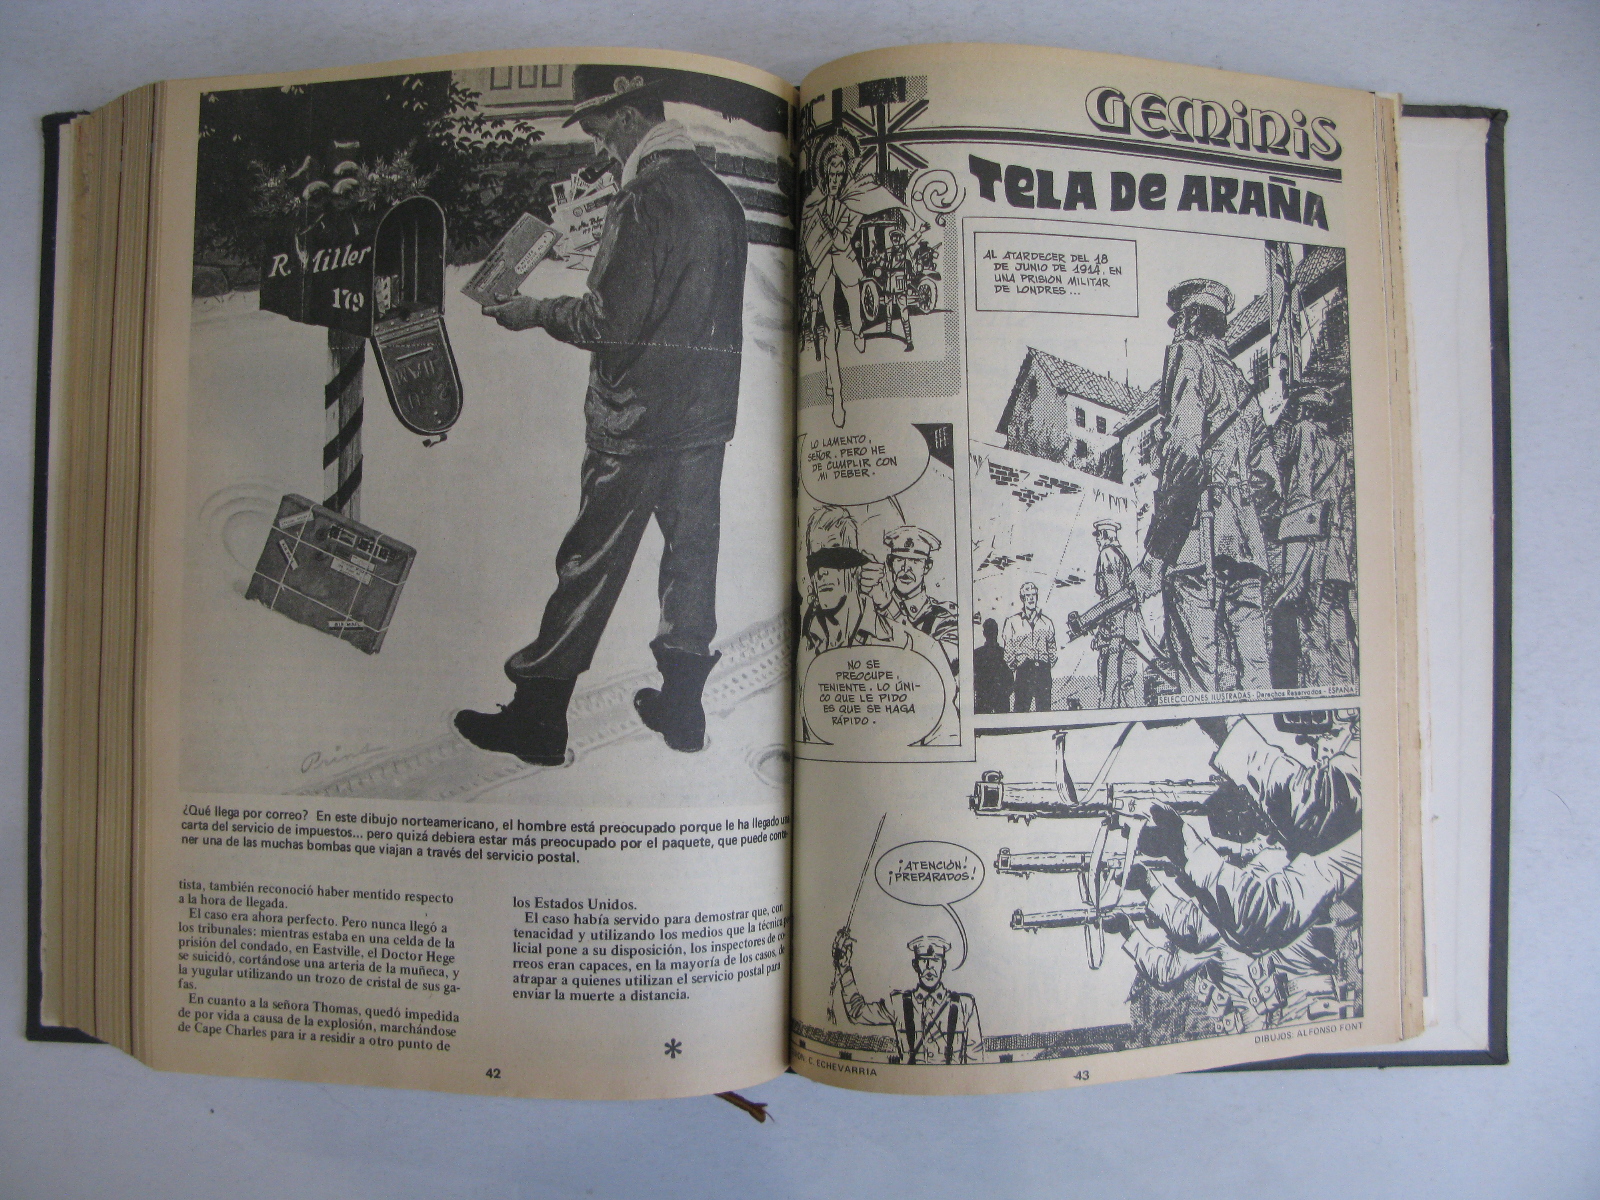 R. Miller
179
¿Qué llega por correo? En este dibujo norteamericano, el hombre está preocupado porque le ha llegado una
carta del servicio de impuestos... pero quizá debiera estar más preocupado por el paquete, que puede conte-
ner una de las muchas bombas que viajan a través del servicio postal.
tista, también reconoció haber mentido respecto
a la hora de llegada.
El caso era ahora perfecto. Pero nunca llegó a
los tribunales: mientras estaba en una celda de la
prisión del condado, en Eastville, el Doctor Hege
se suicidó, cortándose una arteria de la muñeca, y
la yugular utilizando un trozo de cristal de sus ga-
fas.
En cuanto a la señora Thomas, quedó impedida
de por vida a causa de la explosión, marchándose
de Cape Charles para ir a residir a otro punto de
los Estados Unidos.
El caso había servido para demostrar que, con
tenacidad y utilizando los medios que la técnica po-
licial pone a su disposición, los inspectores de co-
rreos eran capaces, en la mayoría de los casos, de
atrapar a quienes utilizan el servicio postal para
enviar la muerte a distancia.
*
42
GEMINIS
TELA DE ARAÑA
AL ATARDECER DEL 18
DE JUNIO DE 1914, EN
UNA PRISION MILITAR
DE LONDRES...
SELECCIONES ILUSTRADAS - Derechos Reservados - ESPAÑA
LO LAMENTO,
SEÑOR. PERO HE
DE CUMPLIR CON
MI DEBER.
NO SE
PREOCUPE,
TENIENTE. LO ÚNI-
CO QUE LE PIDO
ES QUE SE HAGA
RÁPIDO.
¡ATENCIÓN!
¡PREPARADOS!
C. ECHEVARRIA
DIBUJOS: ALFONSO FONT
43